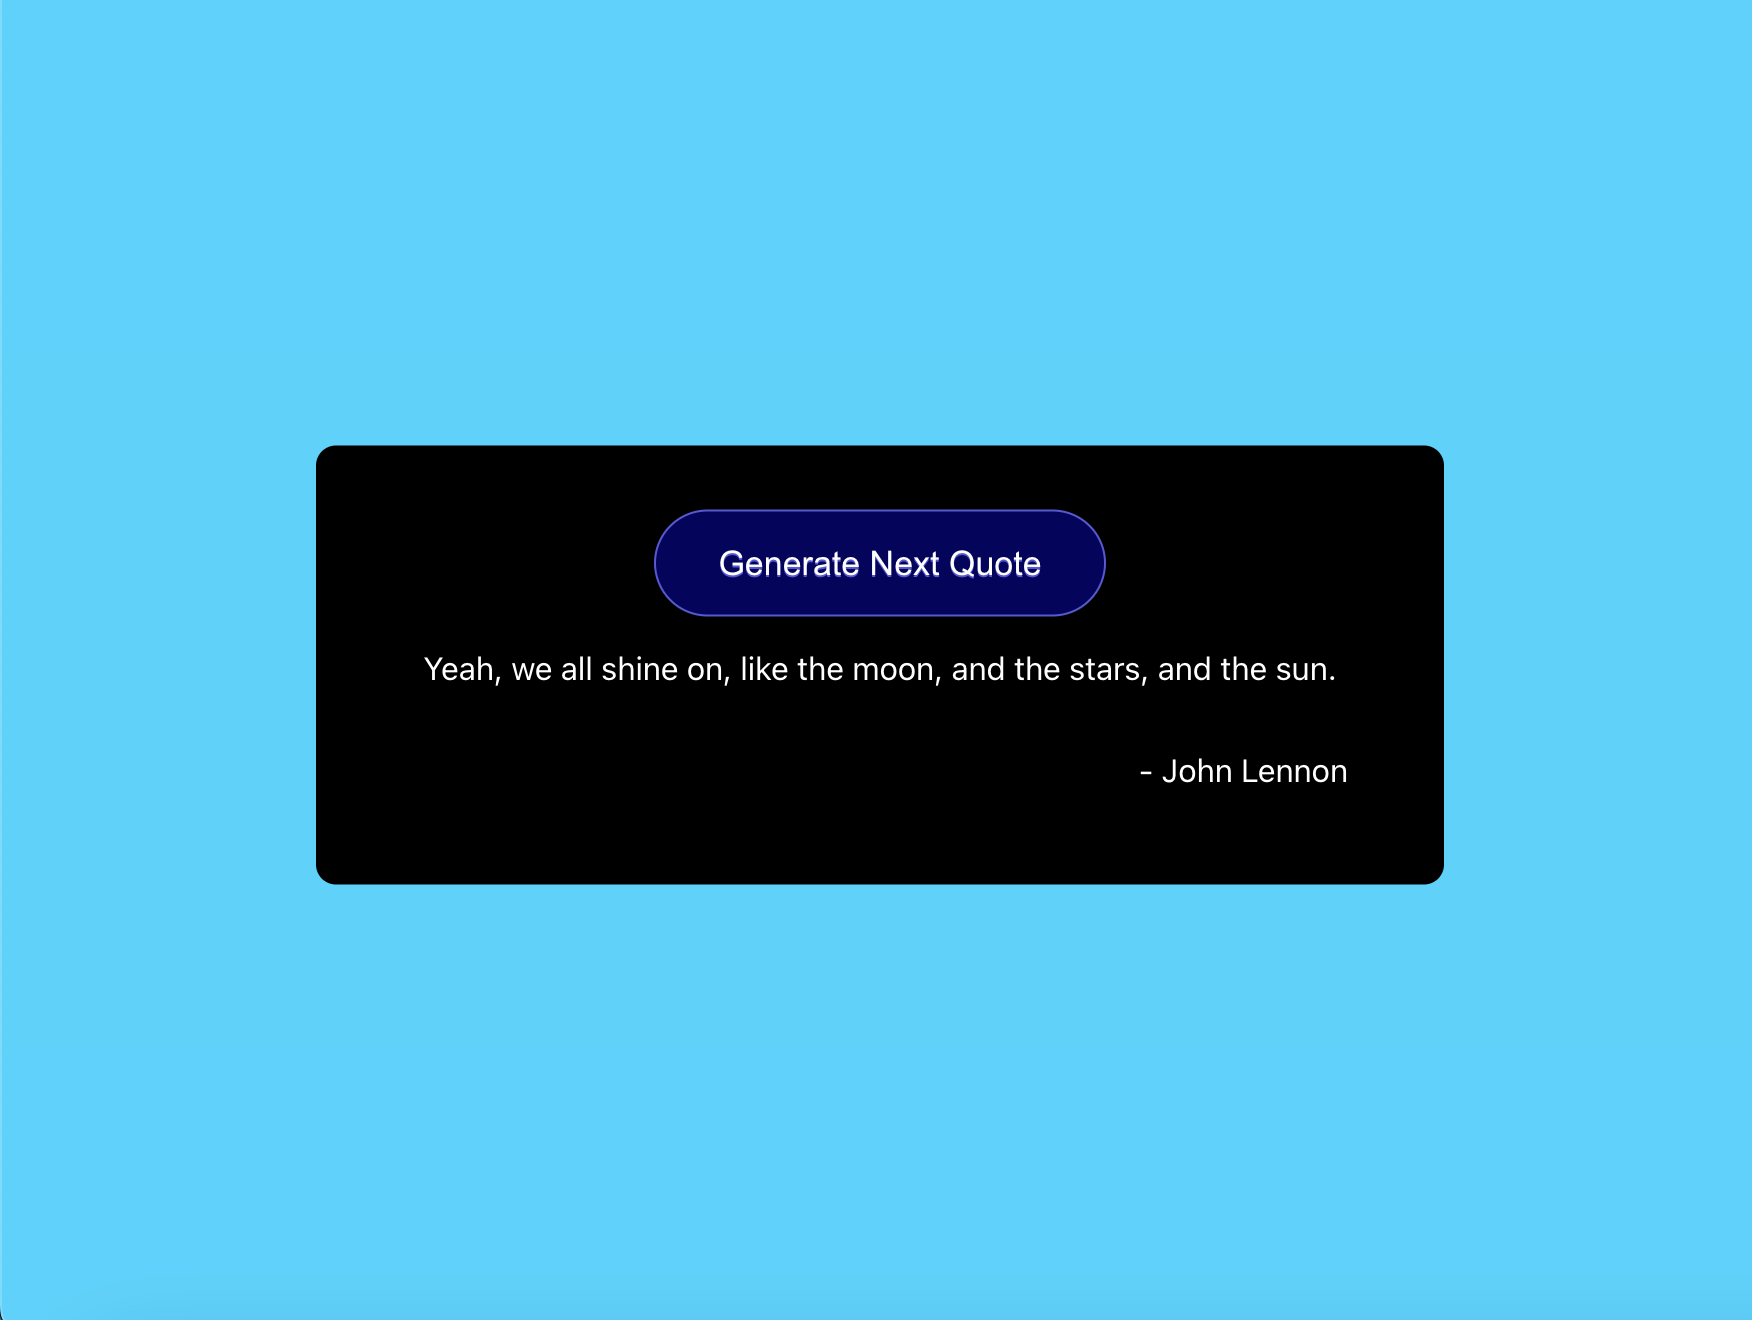 Generate Next Quote
Yeah, we all shine on, like the moon, and the stars, and the sun.
- John Lennon